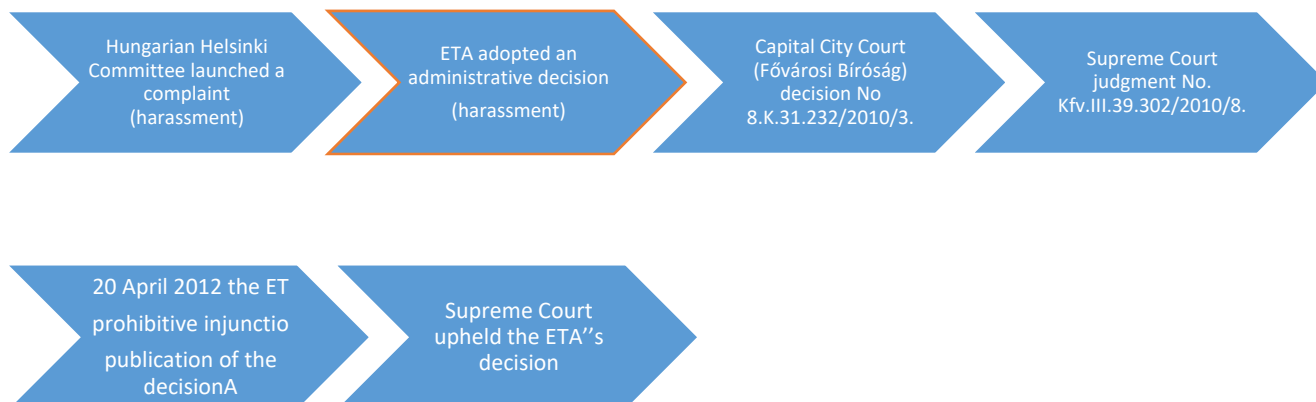 Hungarian Helsinki
Committee launched a
complaint
(harassment)
ETA adopted an
administrative decision
(harassment)
Capital City Court
(Fővárosi Bíróság)
decision No
8.K.31.232/2010/3.
Supreme Court
judgment No.
Kfv.III.39.302/2010/8.
20 April 2012 the ET
prohibitive injunctio
publication of the
decisionA
Supreme Court
upheld the ETA’’s
decision